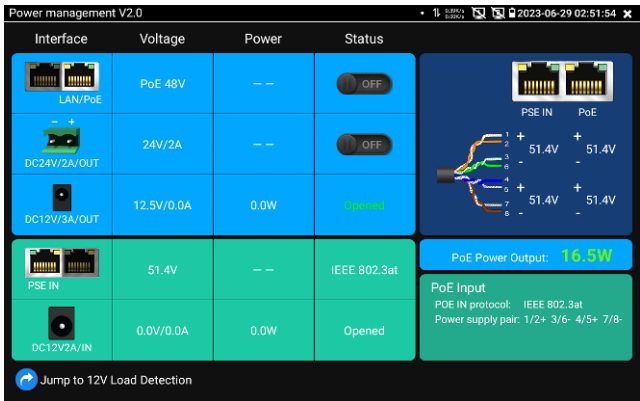 Power management V2.0
2023-06-29 02:51:54
Interface Voltage Power Status
LAN/PoE
PoE 48V
— —
OFF
- +
DC24V/2A/OUT
24V/2A
— —
OFF
DC12V/3A/OUT
12.5V/0.0A
0.0W
Opened
PSE IN
51.4V
— —
IEEE 802.3at
DC12V2A/IN
0.0V/0.0A
0.0W
Opened
PSE IN PoE
1
2
3
6
4
5
7
8
+ 51.4V -
+ 51.4V -
+ 51.4V -
+ 51.4V -
PoE Power Output: 16.5W
PoE Input
POE IN protocol: IEEE 802.3at
Power supply pair: 1/2+ 3/6- 4/5+ 7/8-
Jump to 12V Load Detection